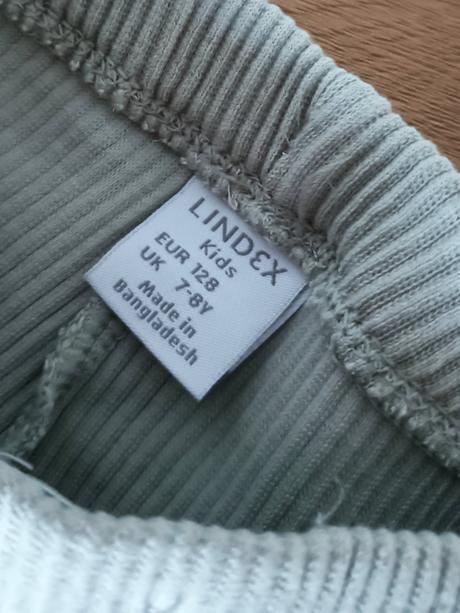 LINDEX
Kids
EUR 128
UK 7-8Y
Made in
Bangladesh